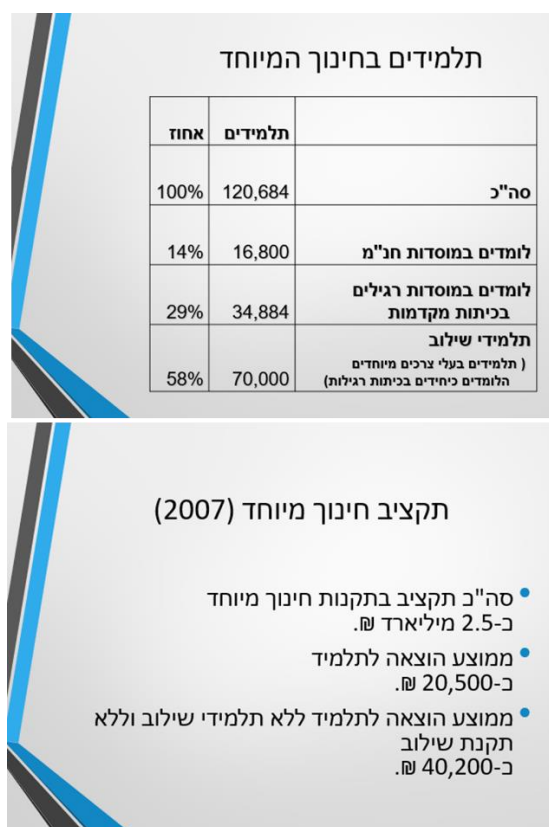 תלמידים בחינוך המיוחד
תלמידים אחוז
סה"כ 120,684 100%
לומדים במוסדות חנ"מ 16,800 14%
לומדים במוסדות רגילים
בכיתות מקדמות 34,884 29%
תלמידי שילוב
( תלמידים בעלי צרכים מיוחדים
הלומדים כיחידים בכיתות רגילות) 70,000 58%
תקציב חינוך מיוחד (2007)
• סה"כ תקציב בתקנות חינוך מיוחד
כ-2.5 מיליארד ₪.
• ממוצע הוצאה לתלמיד
כ-20,500 ₪.
• ממוצע הוצאה לתלמיד ללא תלמידי שילוב וללא
תקנת שילוב
כ-40,200 ₪.